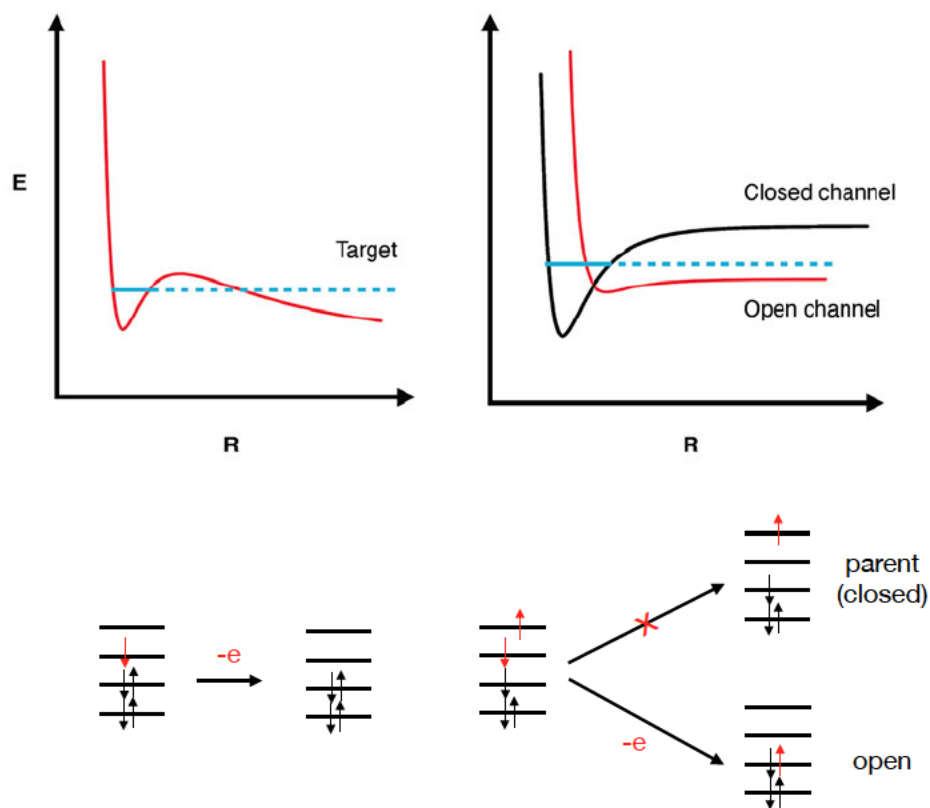 E
Target
R
Closed channel
Open channel
R
-e
parent
(closed)
-e
open